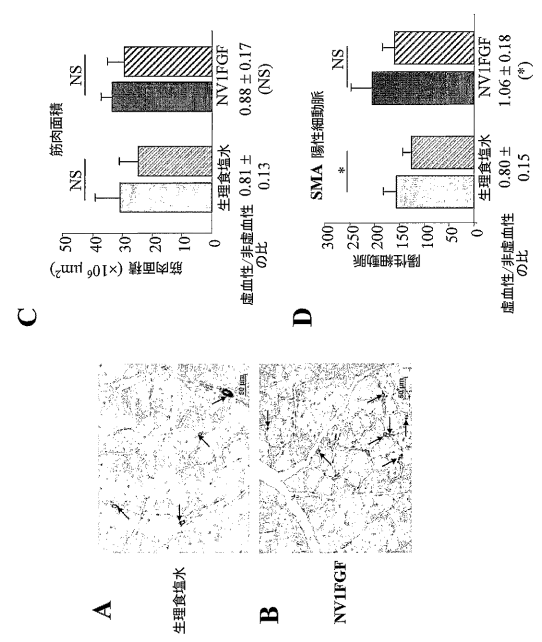 A
生理食塩水
50 μm
B
NV1FGF
50 μm
C
筋肉面積
筋肉面積 (×10⁶ μm²)
50
40
30
20
10
0
NS
NS
生理食塩水
NV1FGF
虚血性/非虚血性
の比
0.81 ±
0.13
0.88 ± 0.17
(NS)
D
SMA 陽性細動脈
陽性細動脈
300
250
200
150
100
50
0
*
NS
生理食塩水
NV1FGF
虚血性/非虚血性
の比
0.80 ±
0.15
1.06 ± 0.18
(*)